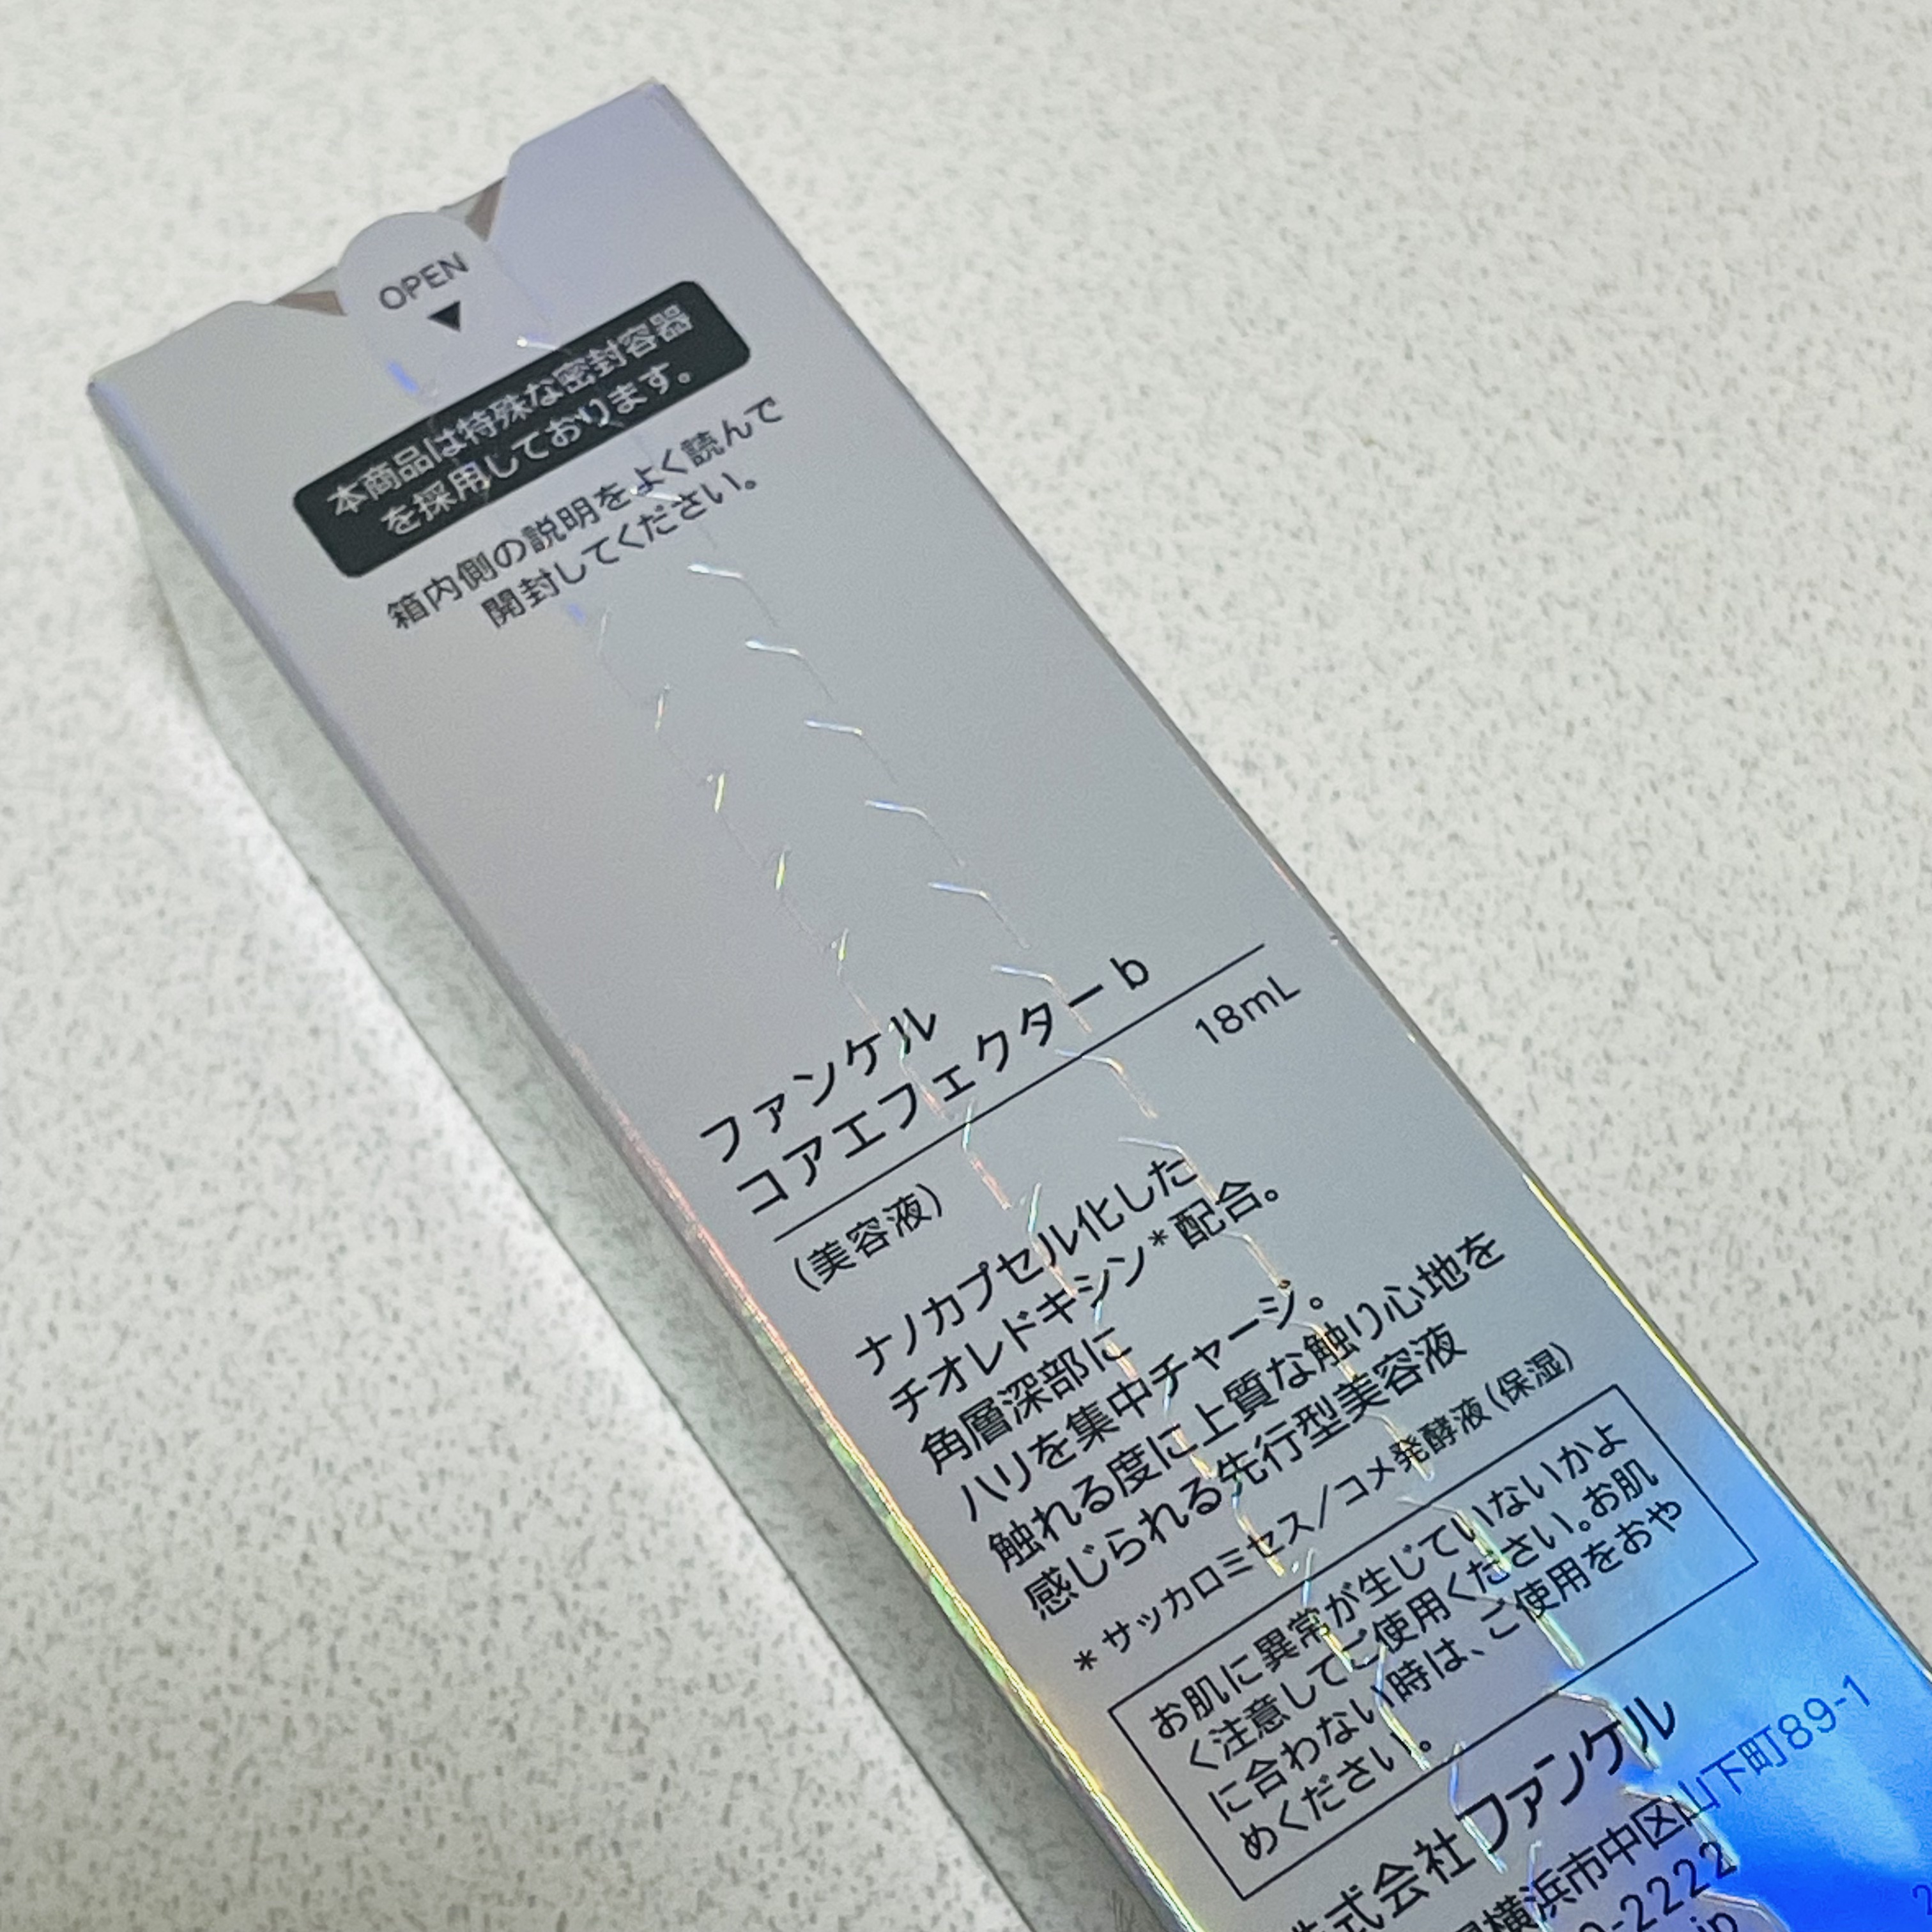 OPEN
本商品は特殊な密封容器
を採用しております。
箱内側の説明をよく読んで
開封してください。
ファンケル
コアエフェクター b
18mL
(美容液)
ナノカプセル化した
チオレドキシン*配合。
角層深部に
ハリを集中チャージ。
触れる度に上質な触り心地を
感じられる先行型美容液
*サッカロミセス/コメ発酵液(保湿)
お肌に異常が生じていないかよ
く注意してご使用ください。お肌
に合わない時は、ご使用をおや
めください。
式会社 ファンケル
横浜市中区山下町89-1
-2222